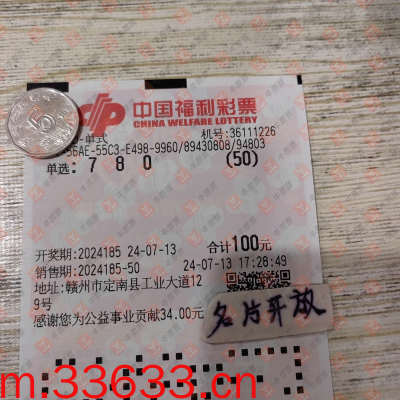 中国福利彩票
CHINA WELFARE LOTTERY
单式 机号:36111226
56AE-55C3-E498-9960/89430808/94803
单选: 7 8 0 (50)
开奖期:2024185 24-07-13 合计100元
销售期:2024185-50 24-07-13 17:28:49
地址:赣州市定南县工业大道12
9号
感谢您为公益事业贡献34.00元
名片开放
m.33633.cn